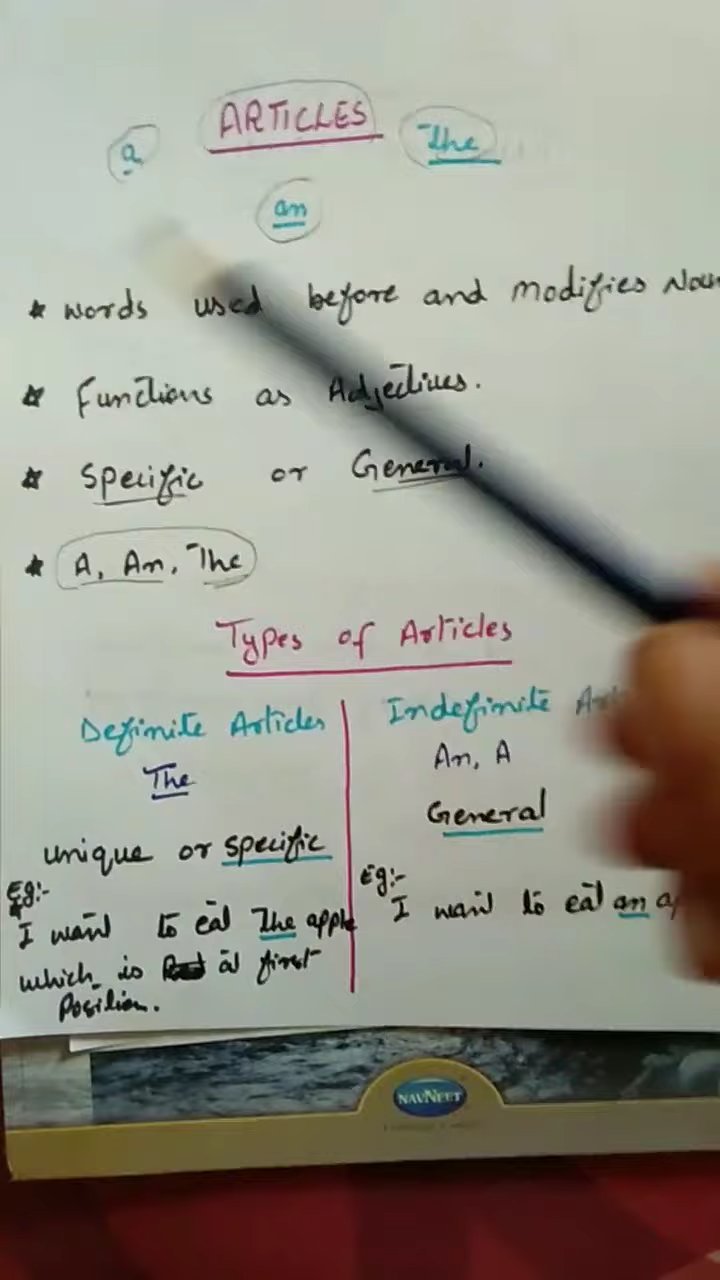 ARTICLES
a The
an
* Words used before and modifies
* Functions as Adjectives.
* Specific or General.
* A, An, The
Types of Articles
Definite Articles
The
unique or specific
Eg:-
I want to eat The apple
which is at first
Position.
Indefinite
An, A
General
Eg:-
I want to eat an
NAVNEET